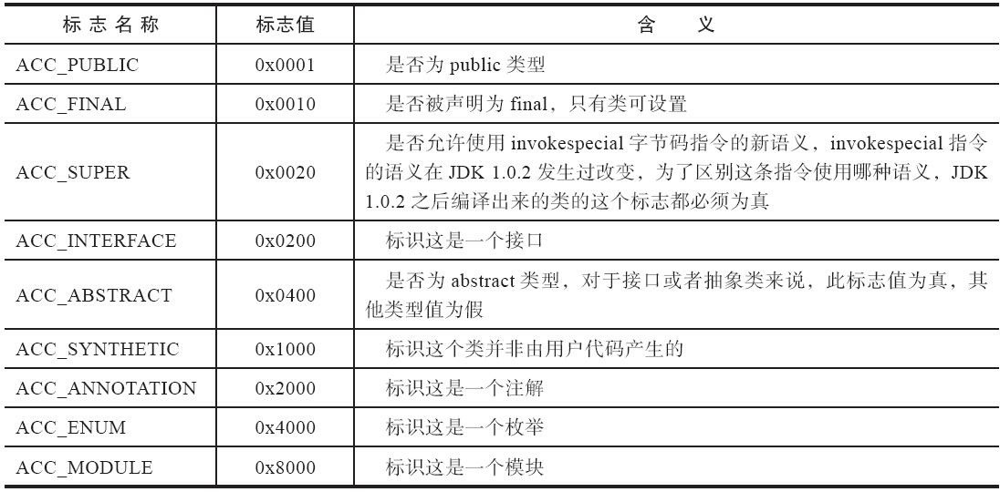 标志名称 标志值 含 义
ACC_PUBLIC 0x0001 是否为 public 类型
ACC_FINAL 0x0010 是否被声明为 final，只有类可设置
ACC_SUPER 0x0020 是否允许使用 invokespecial 字节码指令的新语义，invokespecial 指令
的语义在 JDK 1.0.2 发生过改变，为了区别这条指令使用哪种语义，JDK
1.0.2 之后编译出来的类的这个标志都必须为真
ACC_INTERFACE 0x0200 标识这是一个接口
ACC_ABSTRACT 0x0400 是否为 abstract 类型，对于接口或者抽象类来说，此标志值为真，其
他类型值为假
ACC_SYNTHETIC 0x1000 标识这个类并非由用户代码产生的
ACC_ANNOTATION 0x2000 标识这是一个注解
ACC_ENUM 0x4000 标识这是一个枚举
ACC_MODULE 0x8000 标识这是一个模块